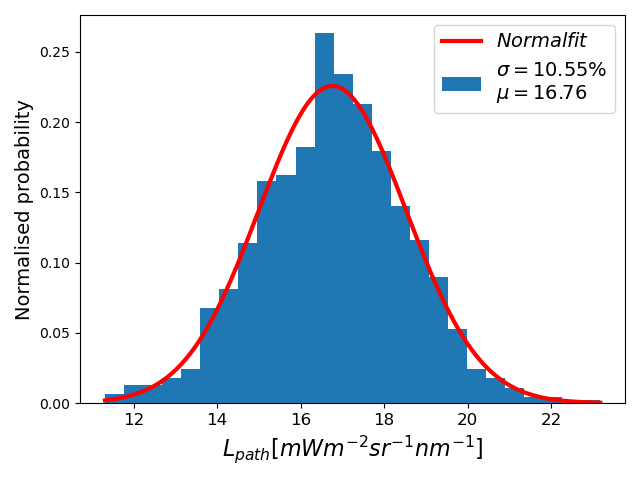 Normalfit
σ = 10.55%
μ = 16.76
Normalised probability
0.25
0.20
0.15
0.10
0.05
0.00
12 14 16 18 20 22
L_path[mWm⁻²sr⁻¹nm⁻¹]